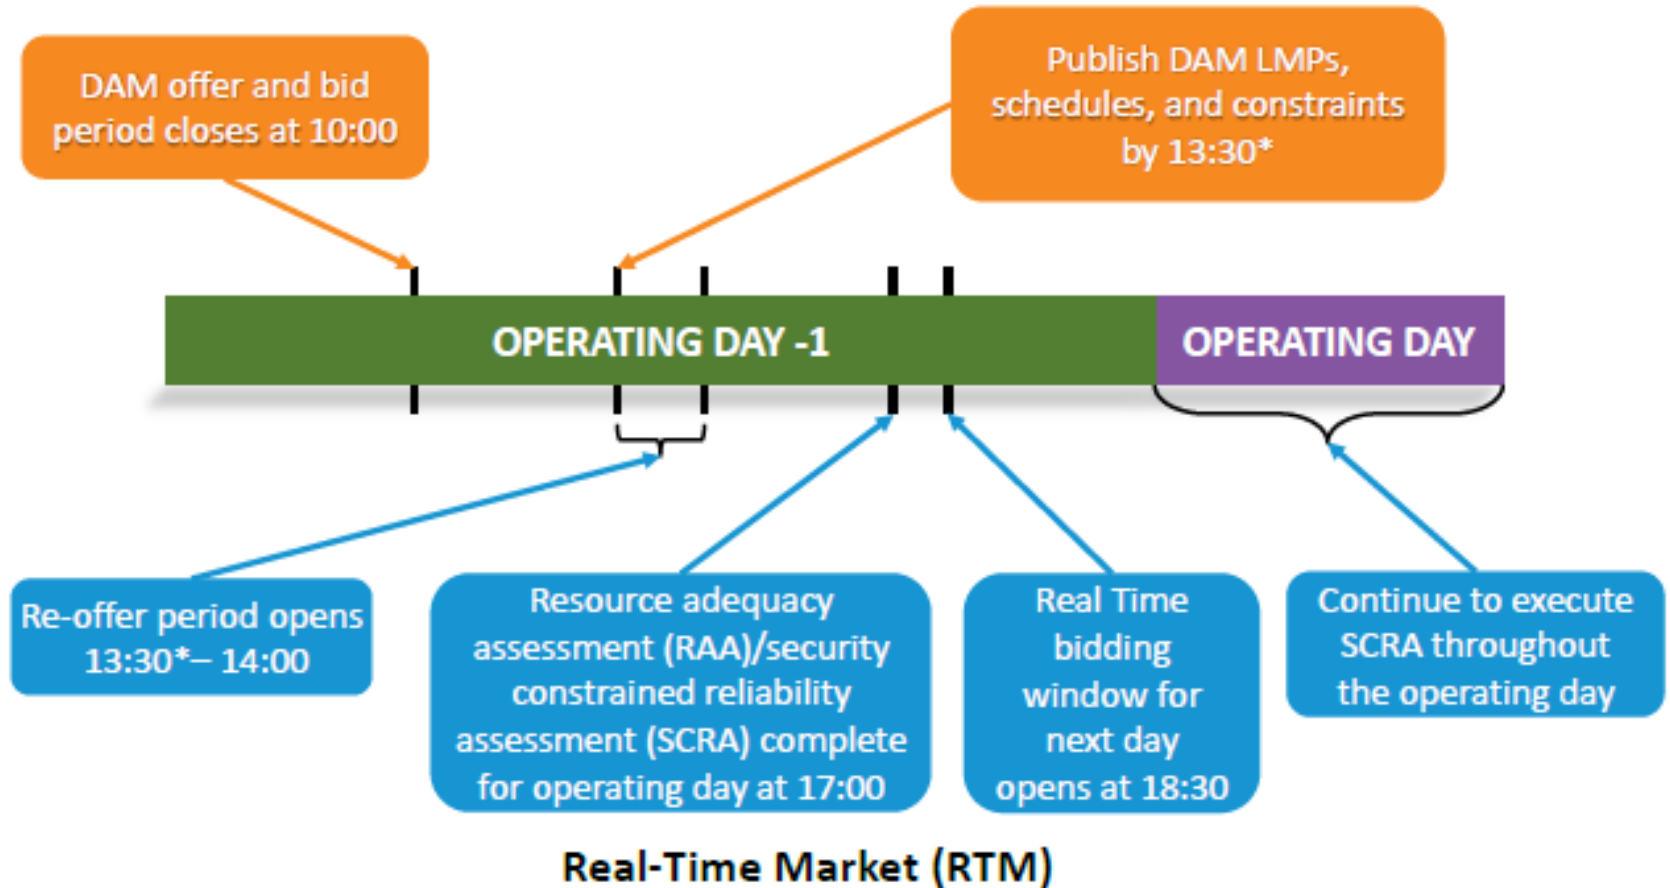 DAM offer and bid
period closes at 10:00
Publish DAM LMPs,
schedules, and constraints
by 13:30*
OPERATING DAY -1
OPERATING DAY
Re-offer period opens
13:30*– 14:00
Resource adequacy
assessment (RAA)/security
constrained reliability
assessment (SCRA) complete
for operating day at 17:00
Real Time
bidding
window for
next day
opens at 18:30
Continue to execute
SCRA throughout
the operating day
Real-Time Market (RTM)